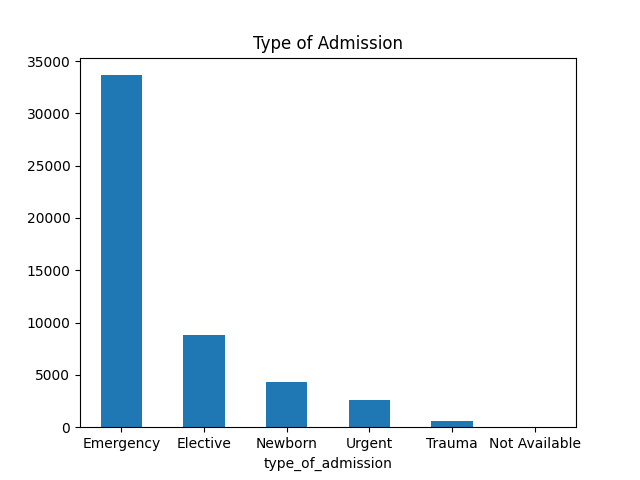 Type of Admission
35000
30000
25000
20000
15000
10000
5000
0
Emergency Elective Newborn Urgent Trauma Not Available
type_of_admission